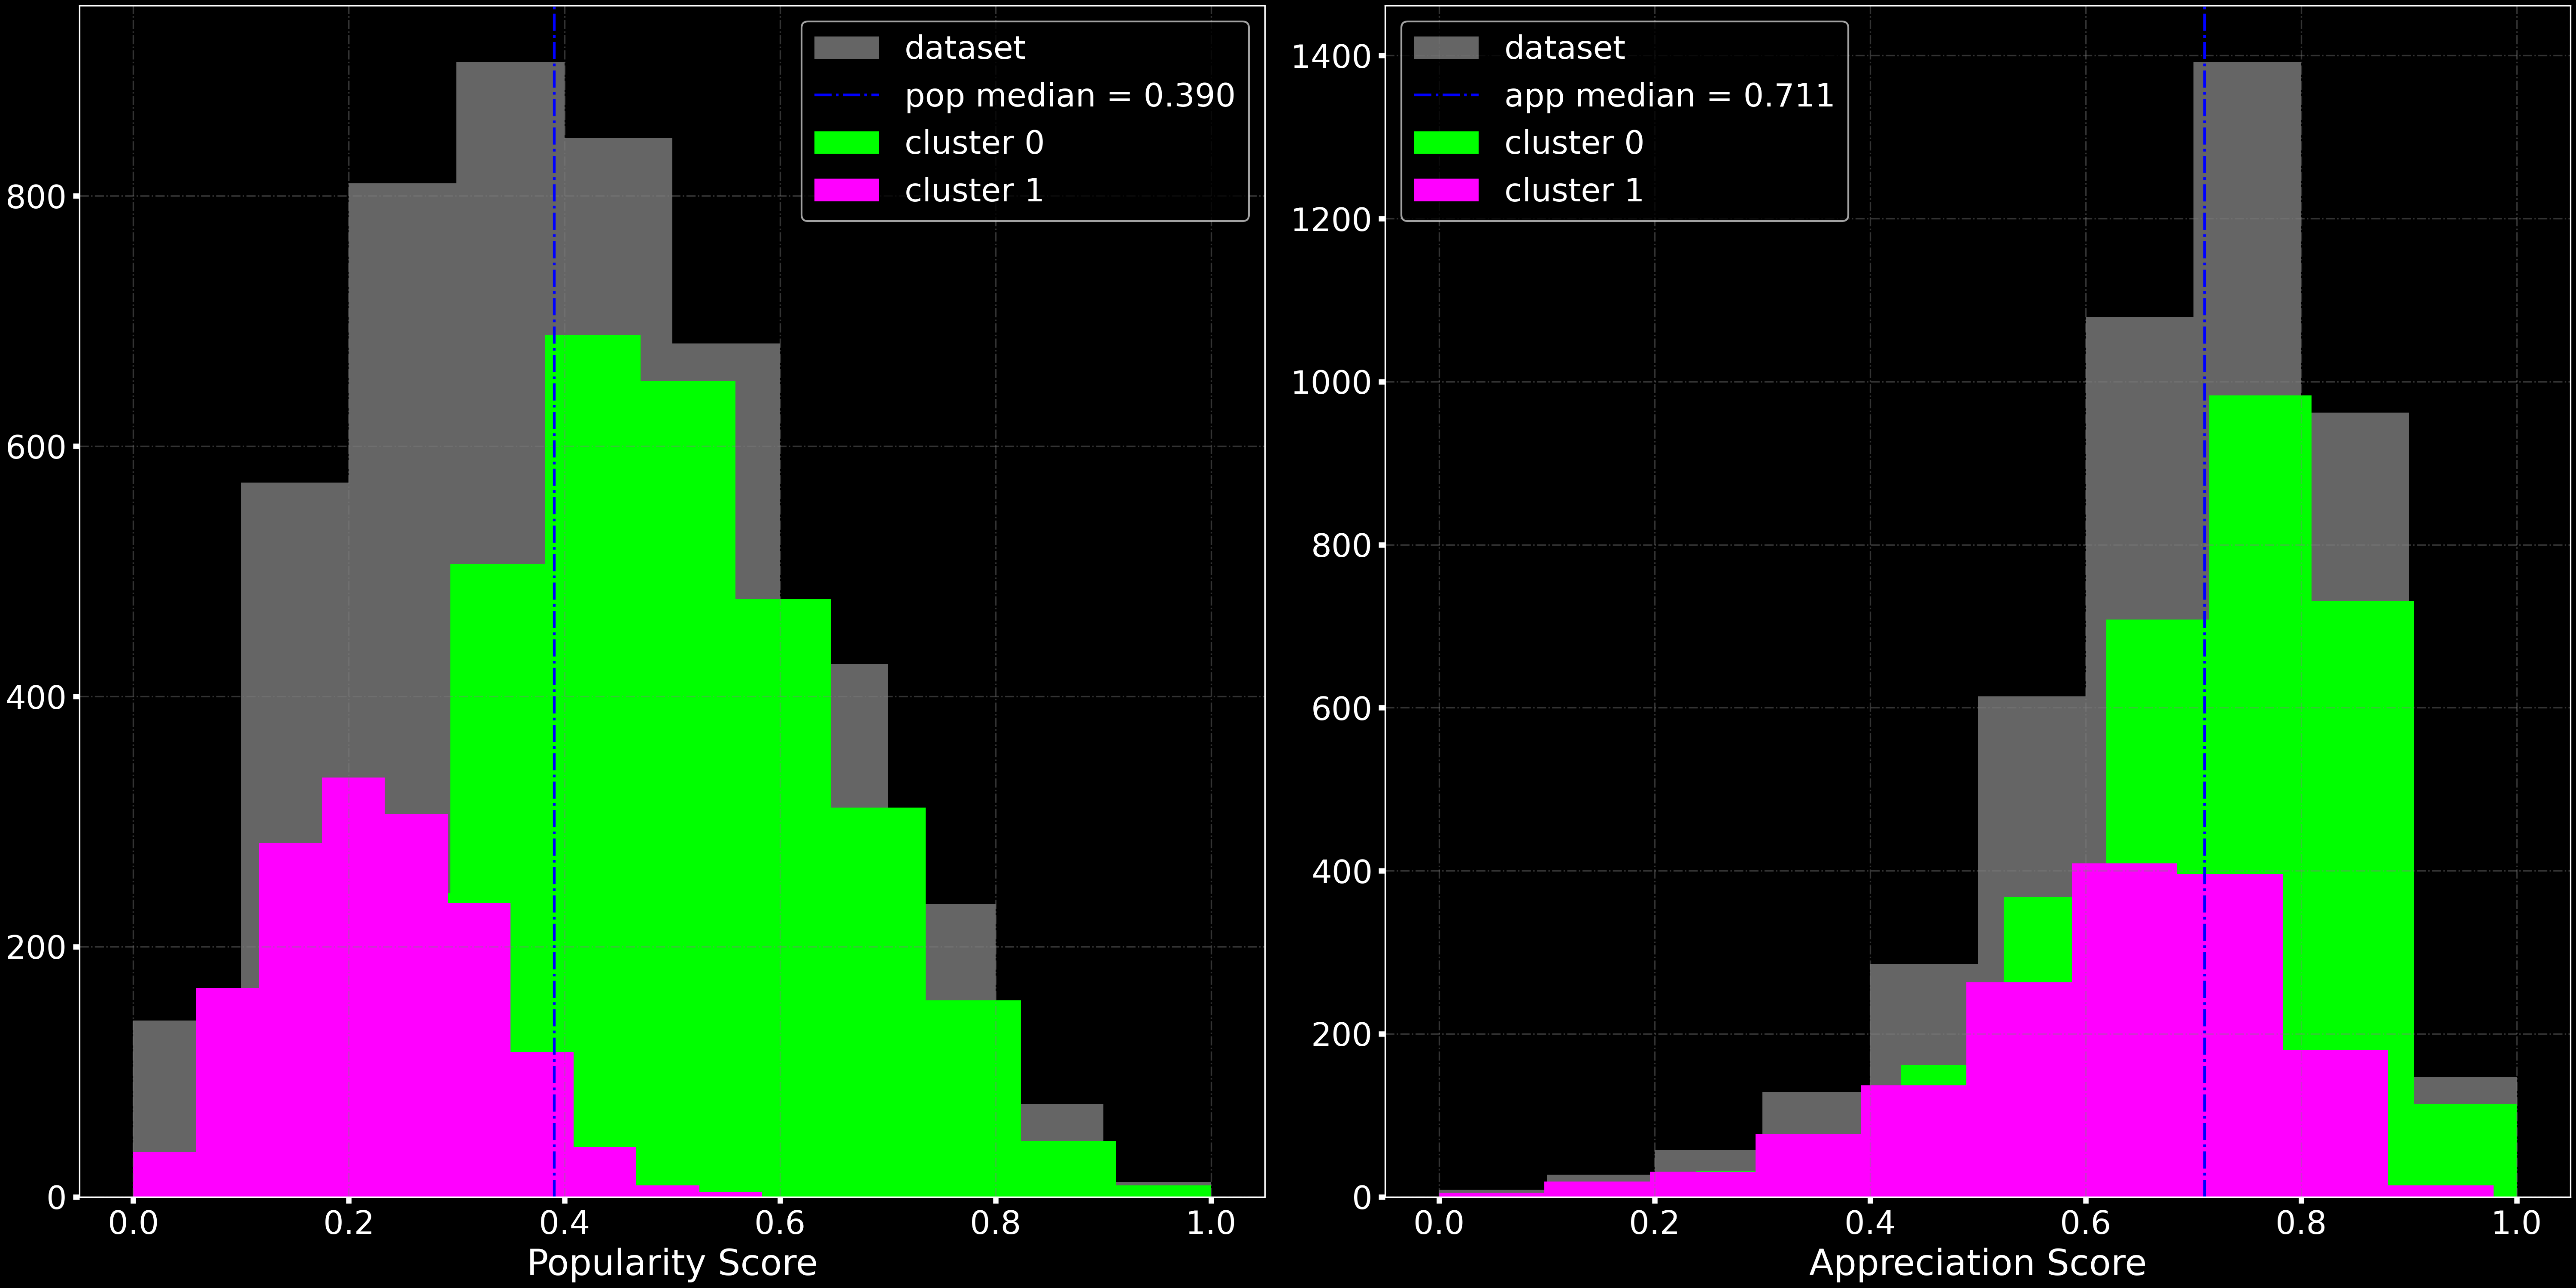 dataset
pop median = 0.390
cluster 0
cluster 1
800
600
400
200
0
0.0 0.2 0.4 0.6 0.8 1.0
Popularity Score
dataset
app median = 0.711
cluster 0
cluster 1
1400
1200
1000
800
600
400
200
0
0.0 0.2 0.4 0.6 0.8 1.0
Appreciation Score